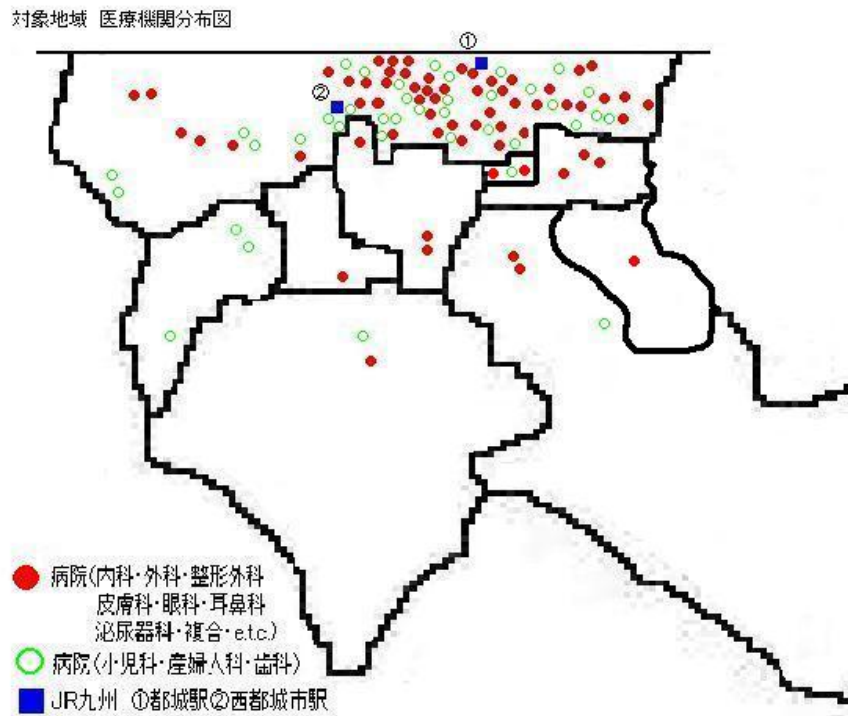 対象地域 医療機関分布図
①
②
病院(内科・外科・整形外科
皮膚科・眼科・耳鼻科
泌尿器科・複合・e.t.c.)
病院(小児科・産婦人科・歯科)
JR九州 ①都城駅②西都城市駅